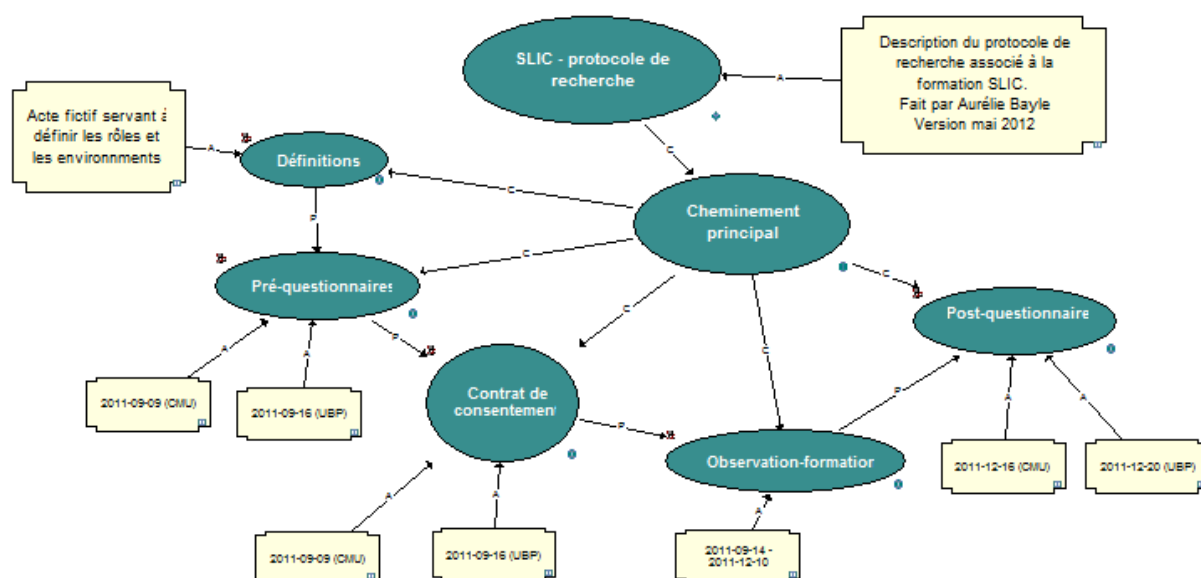 SLIC - protocole de
recherche
Description du protocole de
recherche associé à la
formation SLIC.
Fait par Aurélie Bayle
Version mai 2012
A
Acte fictif servant à
définir les rôles et
les environnments
A
Définitions
C
C
Cheminement
principal
P
C
C
Pré-questionnaires
C
C
Post-questionnaire
P
A
A
2011-09-09 (CMU)
2011-09-16 (UBP)
Contrat de
consentement
P
P
Observation-formation
A
A
2011-12-16 (CMU)
2011-12-20 (UBP)
A
A
A
2011-09-09 (CMU)
2011-09-16 (UBP)
2011-09-14 -
2011-12-10